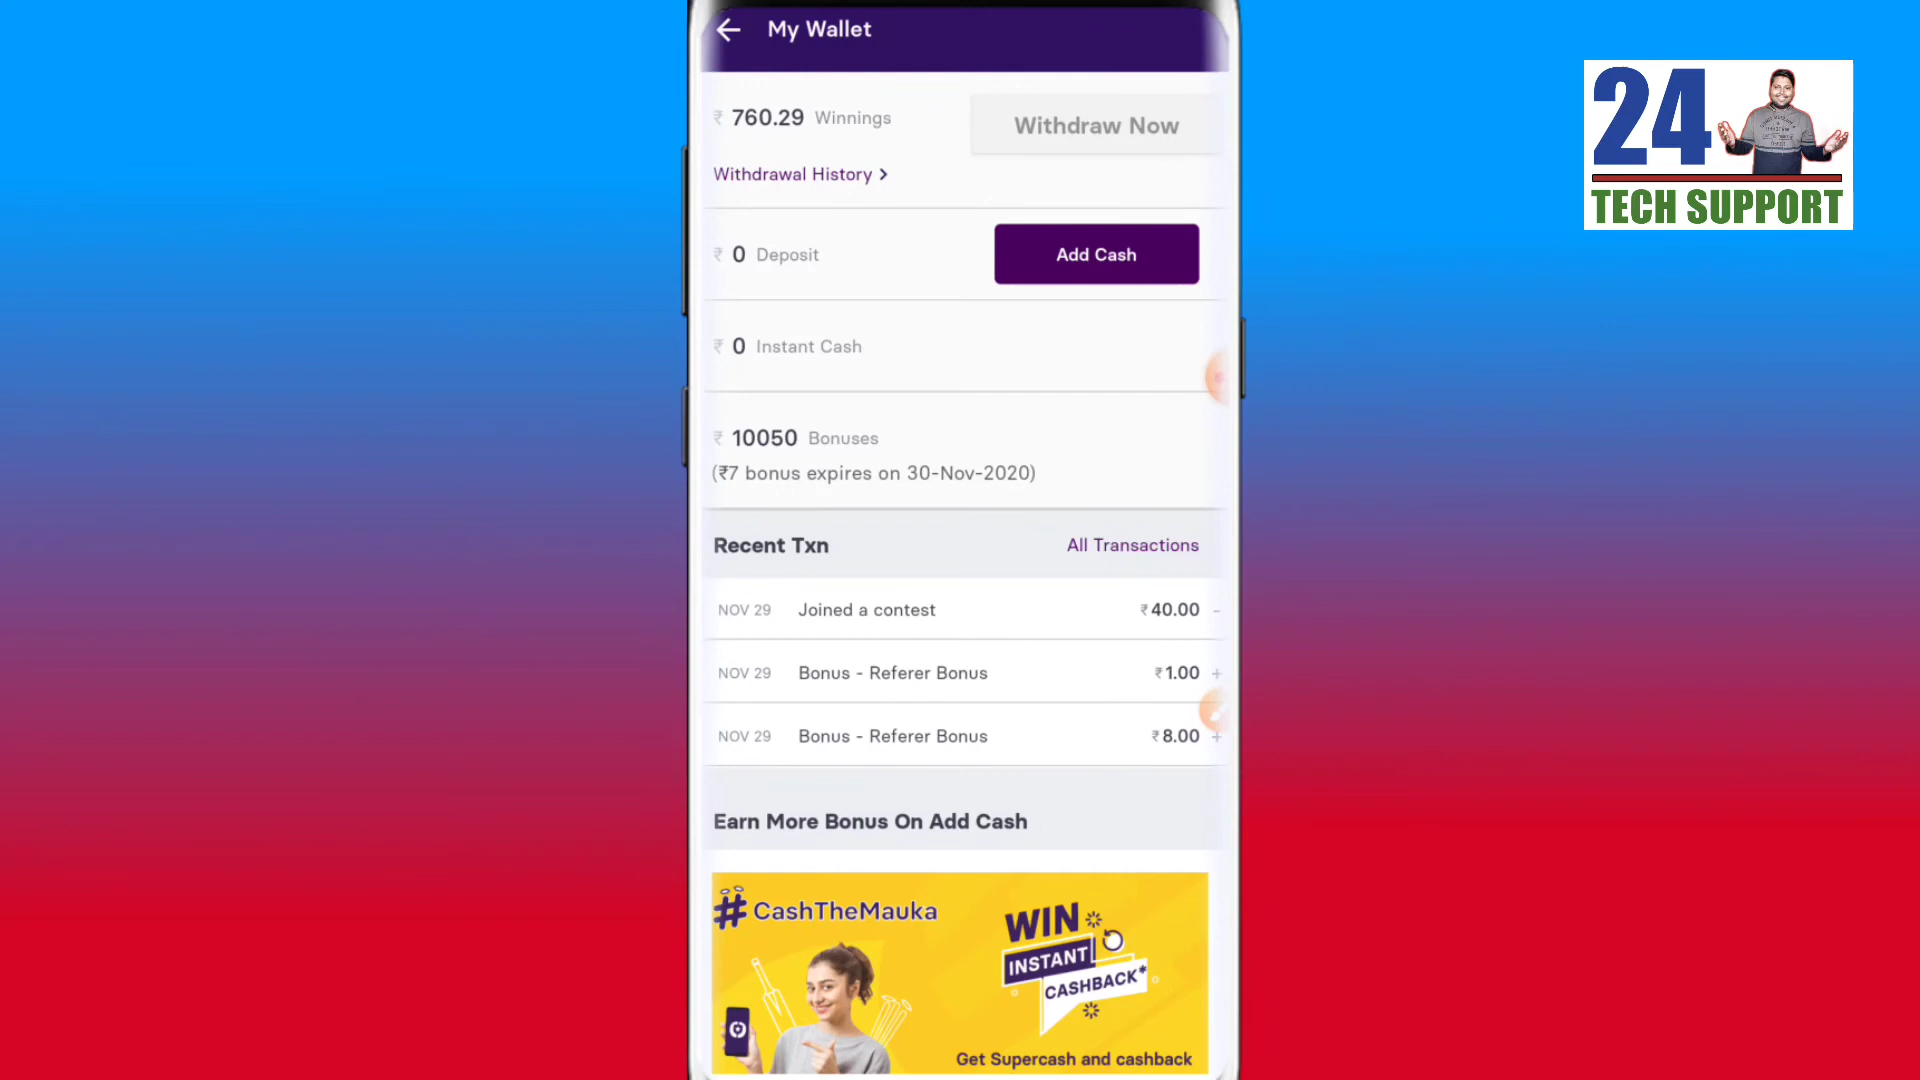 My Wallet
₹ 760.29 Winnings
Withdraw Now
Withdrawal History >
₹ 0 Deposit
Add Cash
₹ 0 Instant Cash
₹ 10050 Bonuses
(₹7 bonus expires on 30-Nov-2020)
Recent Txn
All Transactions
NOV 29 Joined a contest ₹40.00 -
NOV 29 Bonus - Referer Bonus ₹1.00 +
NOV 29 Bonus - Referer Bonus ₹8.00 +
Earn More Bonus On Add Cash
#CashTheMauka
WIN
INSTANT
CASHBACK*
Get Supercash and cashback
24
TECH SUPPORT